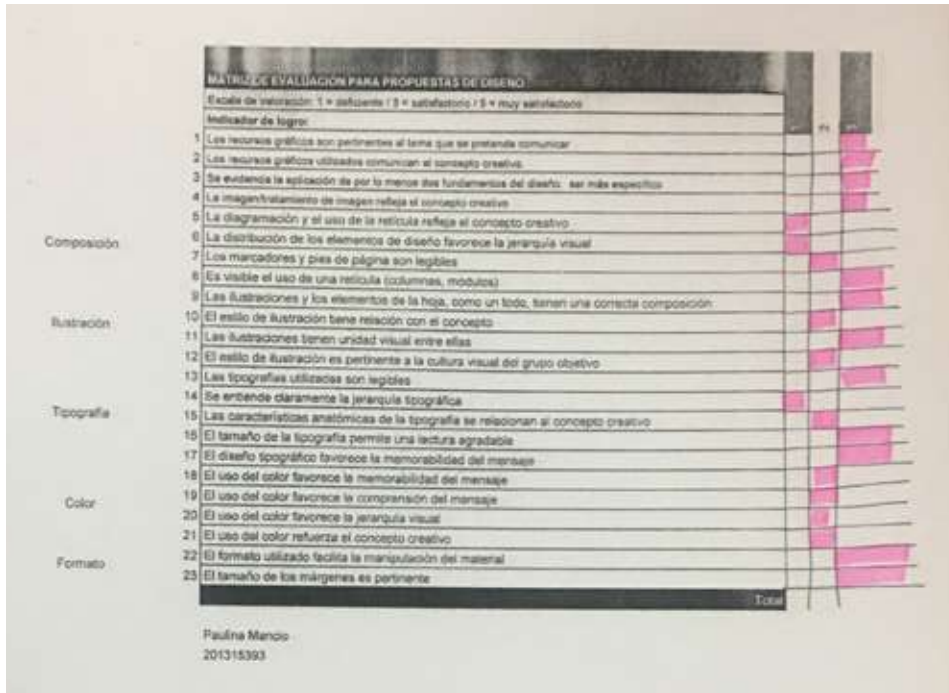 MATRIZ DE EVALUACIÓN PARA PROPUESTAS DE DISEÑO
Escala de valoración: 1 = deficiente / 3 = satisfactorio / 5 = muy satisfactorio
Indicador de logro:
1 Los recursos gráficos son pertinentes al tema que se pretende comunicar
2 Los recursos gráficos utilizados comunican el concepto creativo.
3 Se evidencia la aplicación de por lo menos dos fundamentos del diseño. ser más específico
4 La imagen/tratamiento de imagen refleja el concepto creativo
5 La diagramación y el uso de la retícula refleja el concepto creativo
Composición
6 La distribución de los elementos de diseño favorece la jerarquía visual
7 Los marcadores y pies de página son legibles
8 Es visible el uso de una retícula (columnas, módulos)
9 Las ilustraciones y los elementos de la hoja, como un todo, tienen una correcta composición
Ilustración
10 El estilo de ilustración tiene relación con el concepto
11 Las ilustraciones tienen unidad visual entre ellas
12 El estilo de ilustración es pertinente a la cultura visual del grupo objetivo
13 Las tipografías utilizadas son legibles
14 Se entiende claramente la jerarquía tipográfica
Tipografía
15 Las características anatómicas de la tipografía se relacionan al concepto creativo
16 El tamaño de la tipografía permite una lectura agradable
17 El diseño tipográfico favorece la memorabilidad del mensaje
18 El uso del color favorece la memorabilidad del mensaje
Color
19 El uso del color favorece la comprensión del mensaje
20 El uso del color favorece la jerarquía visual
21 El uso del color refuerza el concepto creativo
Formato
22 El formato utilizado facilita la manipulación del material
23 El tamaño de los márgenes es pertinente
Total
Paulina Mancio
201315393